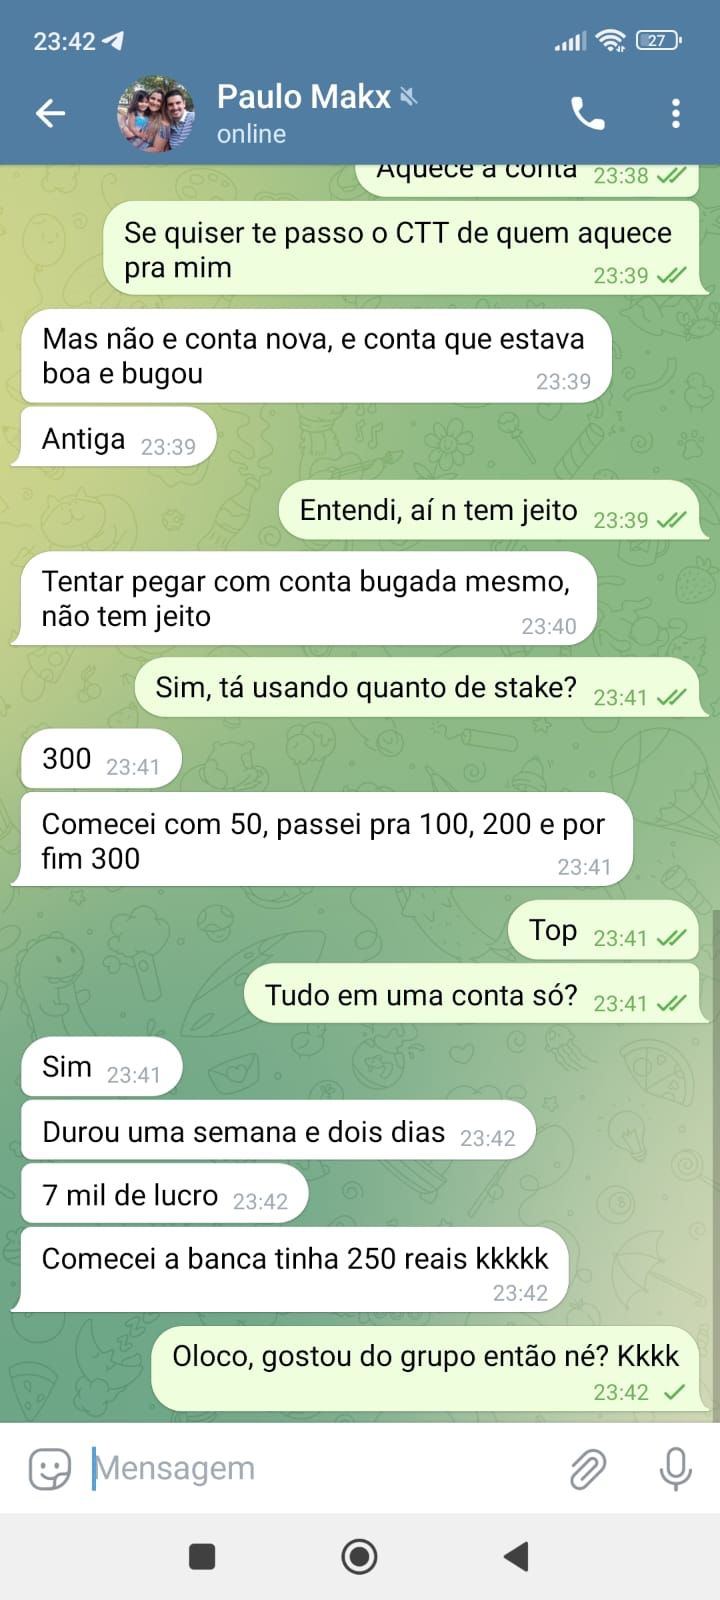 23:42
27
Paulo Makx
online
Aquece a conta 23:38
Se quiser te passo o CTT de quem aquece
pra mim 23:39
Mas não e conta nova, e conta que estava
boa e bugou 23:39
Antiga 23:39
Entendi, aí n tem jeito 23:39
Tentar pegar com conta bugada mesmo,
não tem jeito 23:40
Sim, tá usando quanto de stake? 23:41
300 23:41
Comecei com 50, passei pra 100, 200 e por
fim 300 23:41
Top 23:41
Tudo em uma conta só? 23:41
Sim 23:41
Durou uma semana e dois dias 23:42
7 mil de lucro 23:42
Comecei a banca tinha 250 reais kkkkk
23:42
Oloco, gostou do grupo então né? Kkkk
23:42
Mensagem